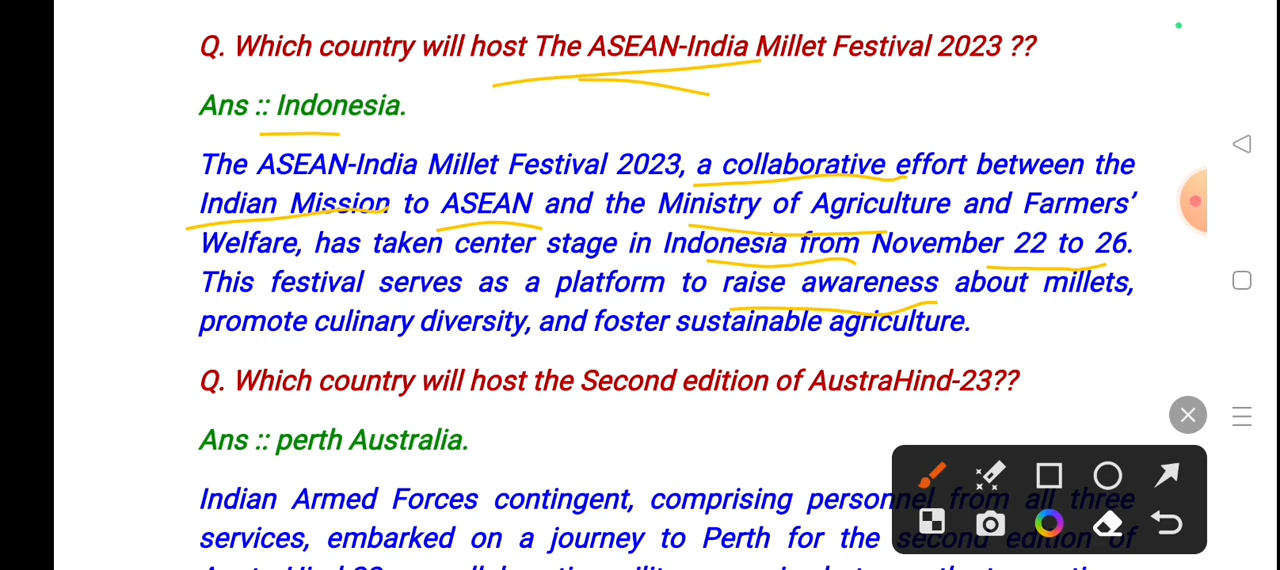 Q. Which country will host The ASEAN-India Millet Festival 2023 ??
Ans :: Indonesia.
The ASEAN-India Millet Festival 2023, a collaborative effort between the
Indian Mission to ASEAN and the Ministry of Agriculture and Farmers’
Welfare, has taken center stage in Indonesia from November 22 to 26.
This festival serves as a platform to raise awareness about millets,
promote culinary diversity, and foster sustainable agriculture.
Q. Which country will host the Second edition of AustraHind-23??
Ans :: perth Australia.
Indian Armed Forces contingent, comprising personnel from all three
services, embarked on a journey to Perth for the second edition of